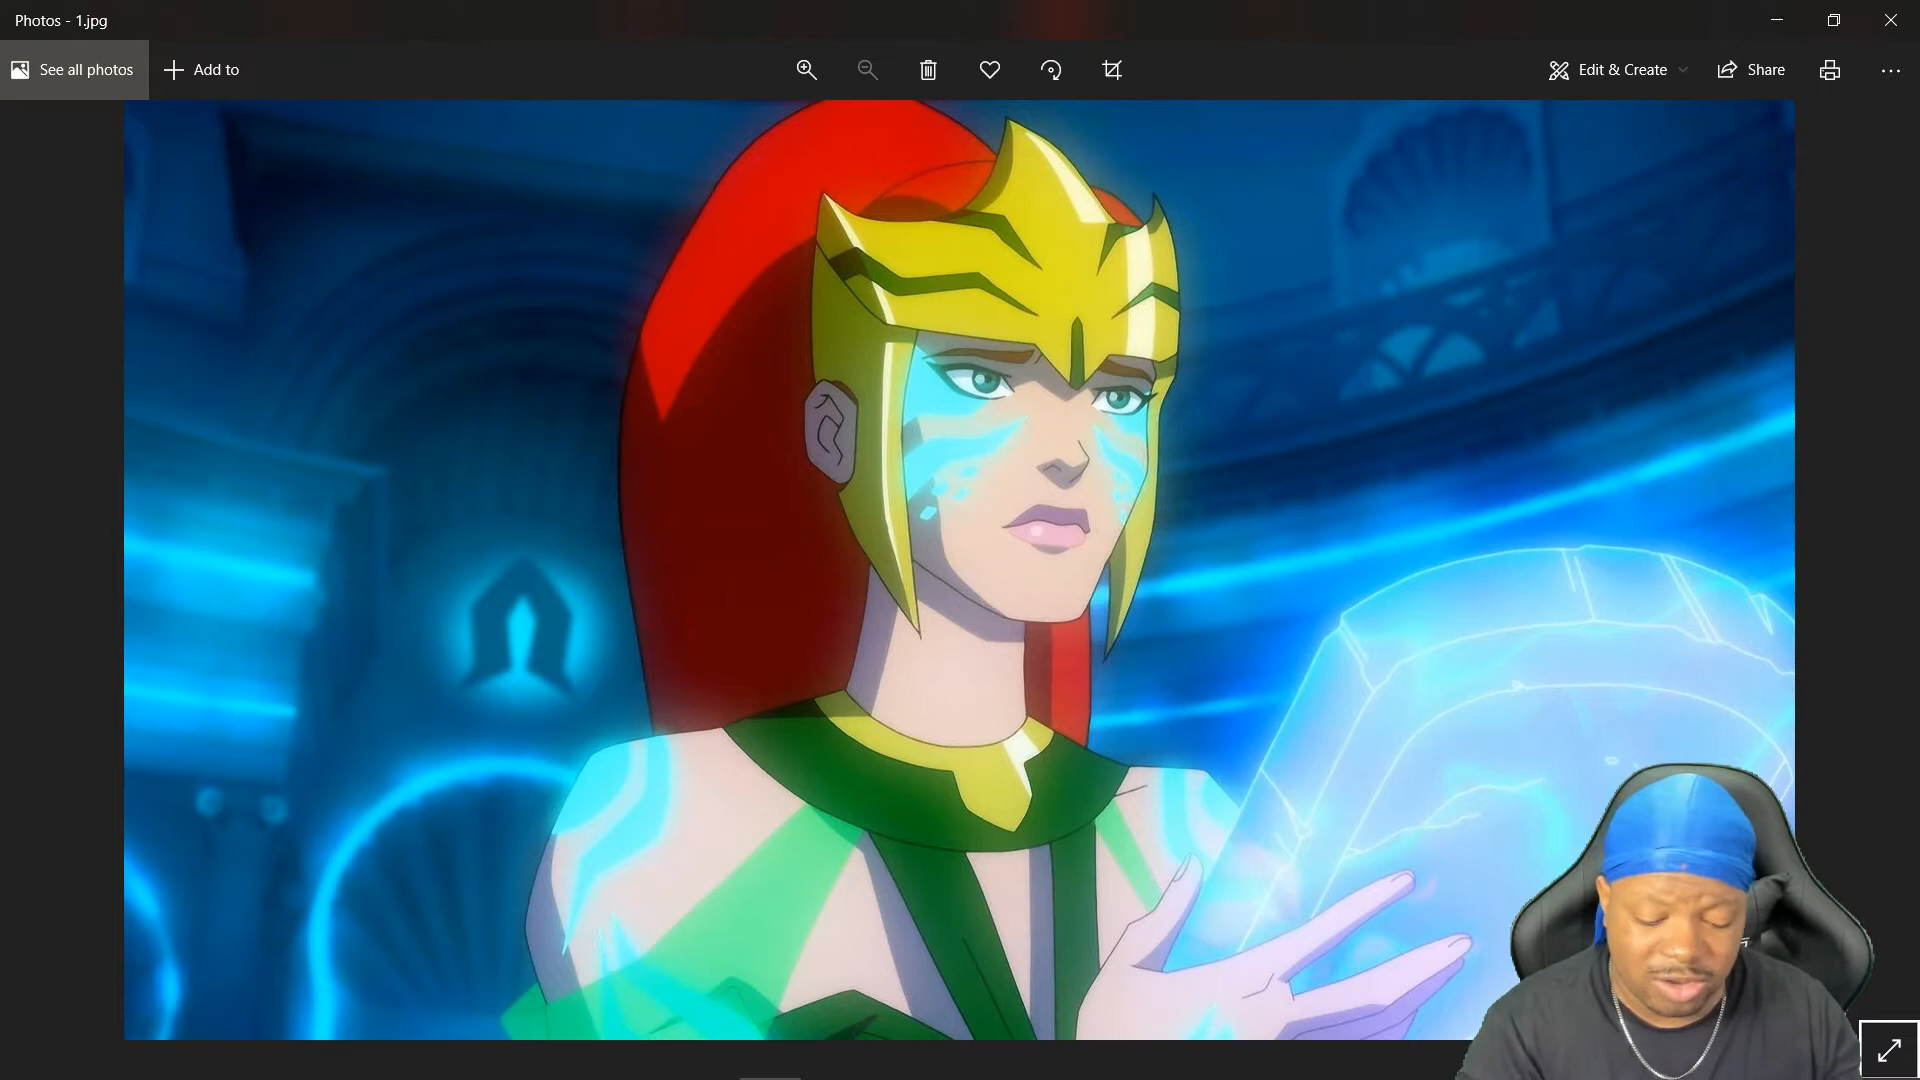 Photos - 1.jpg
See all photos
Add to
Edit & Create
Share